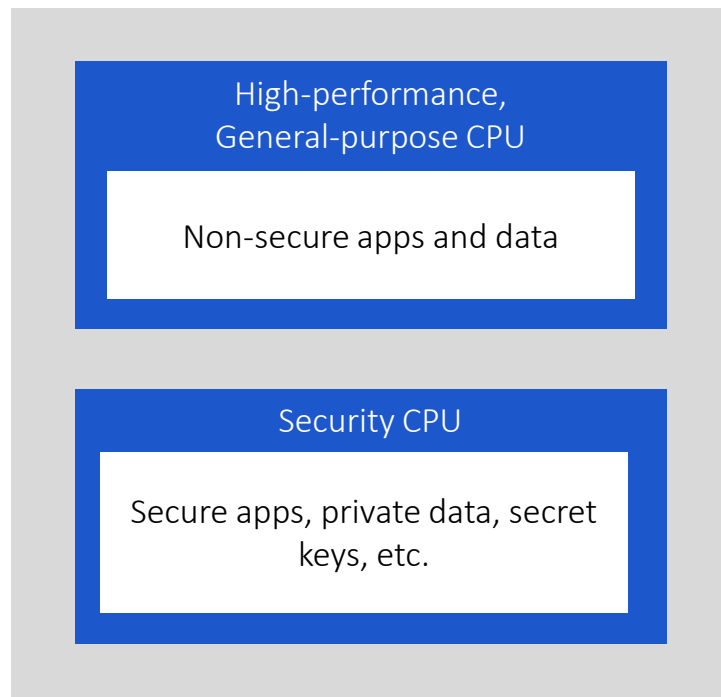 High-performance,
General-purpose CPU
Non-secure apps and data
Security CPU
Secure apps, private data, secret
keys, etc.